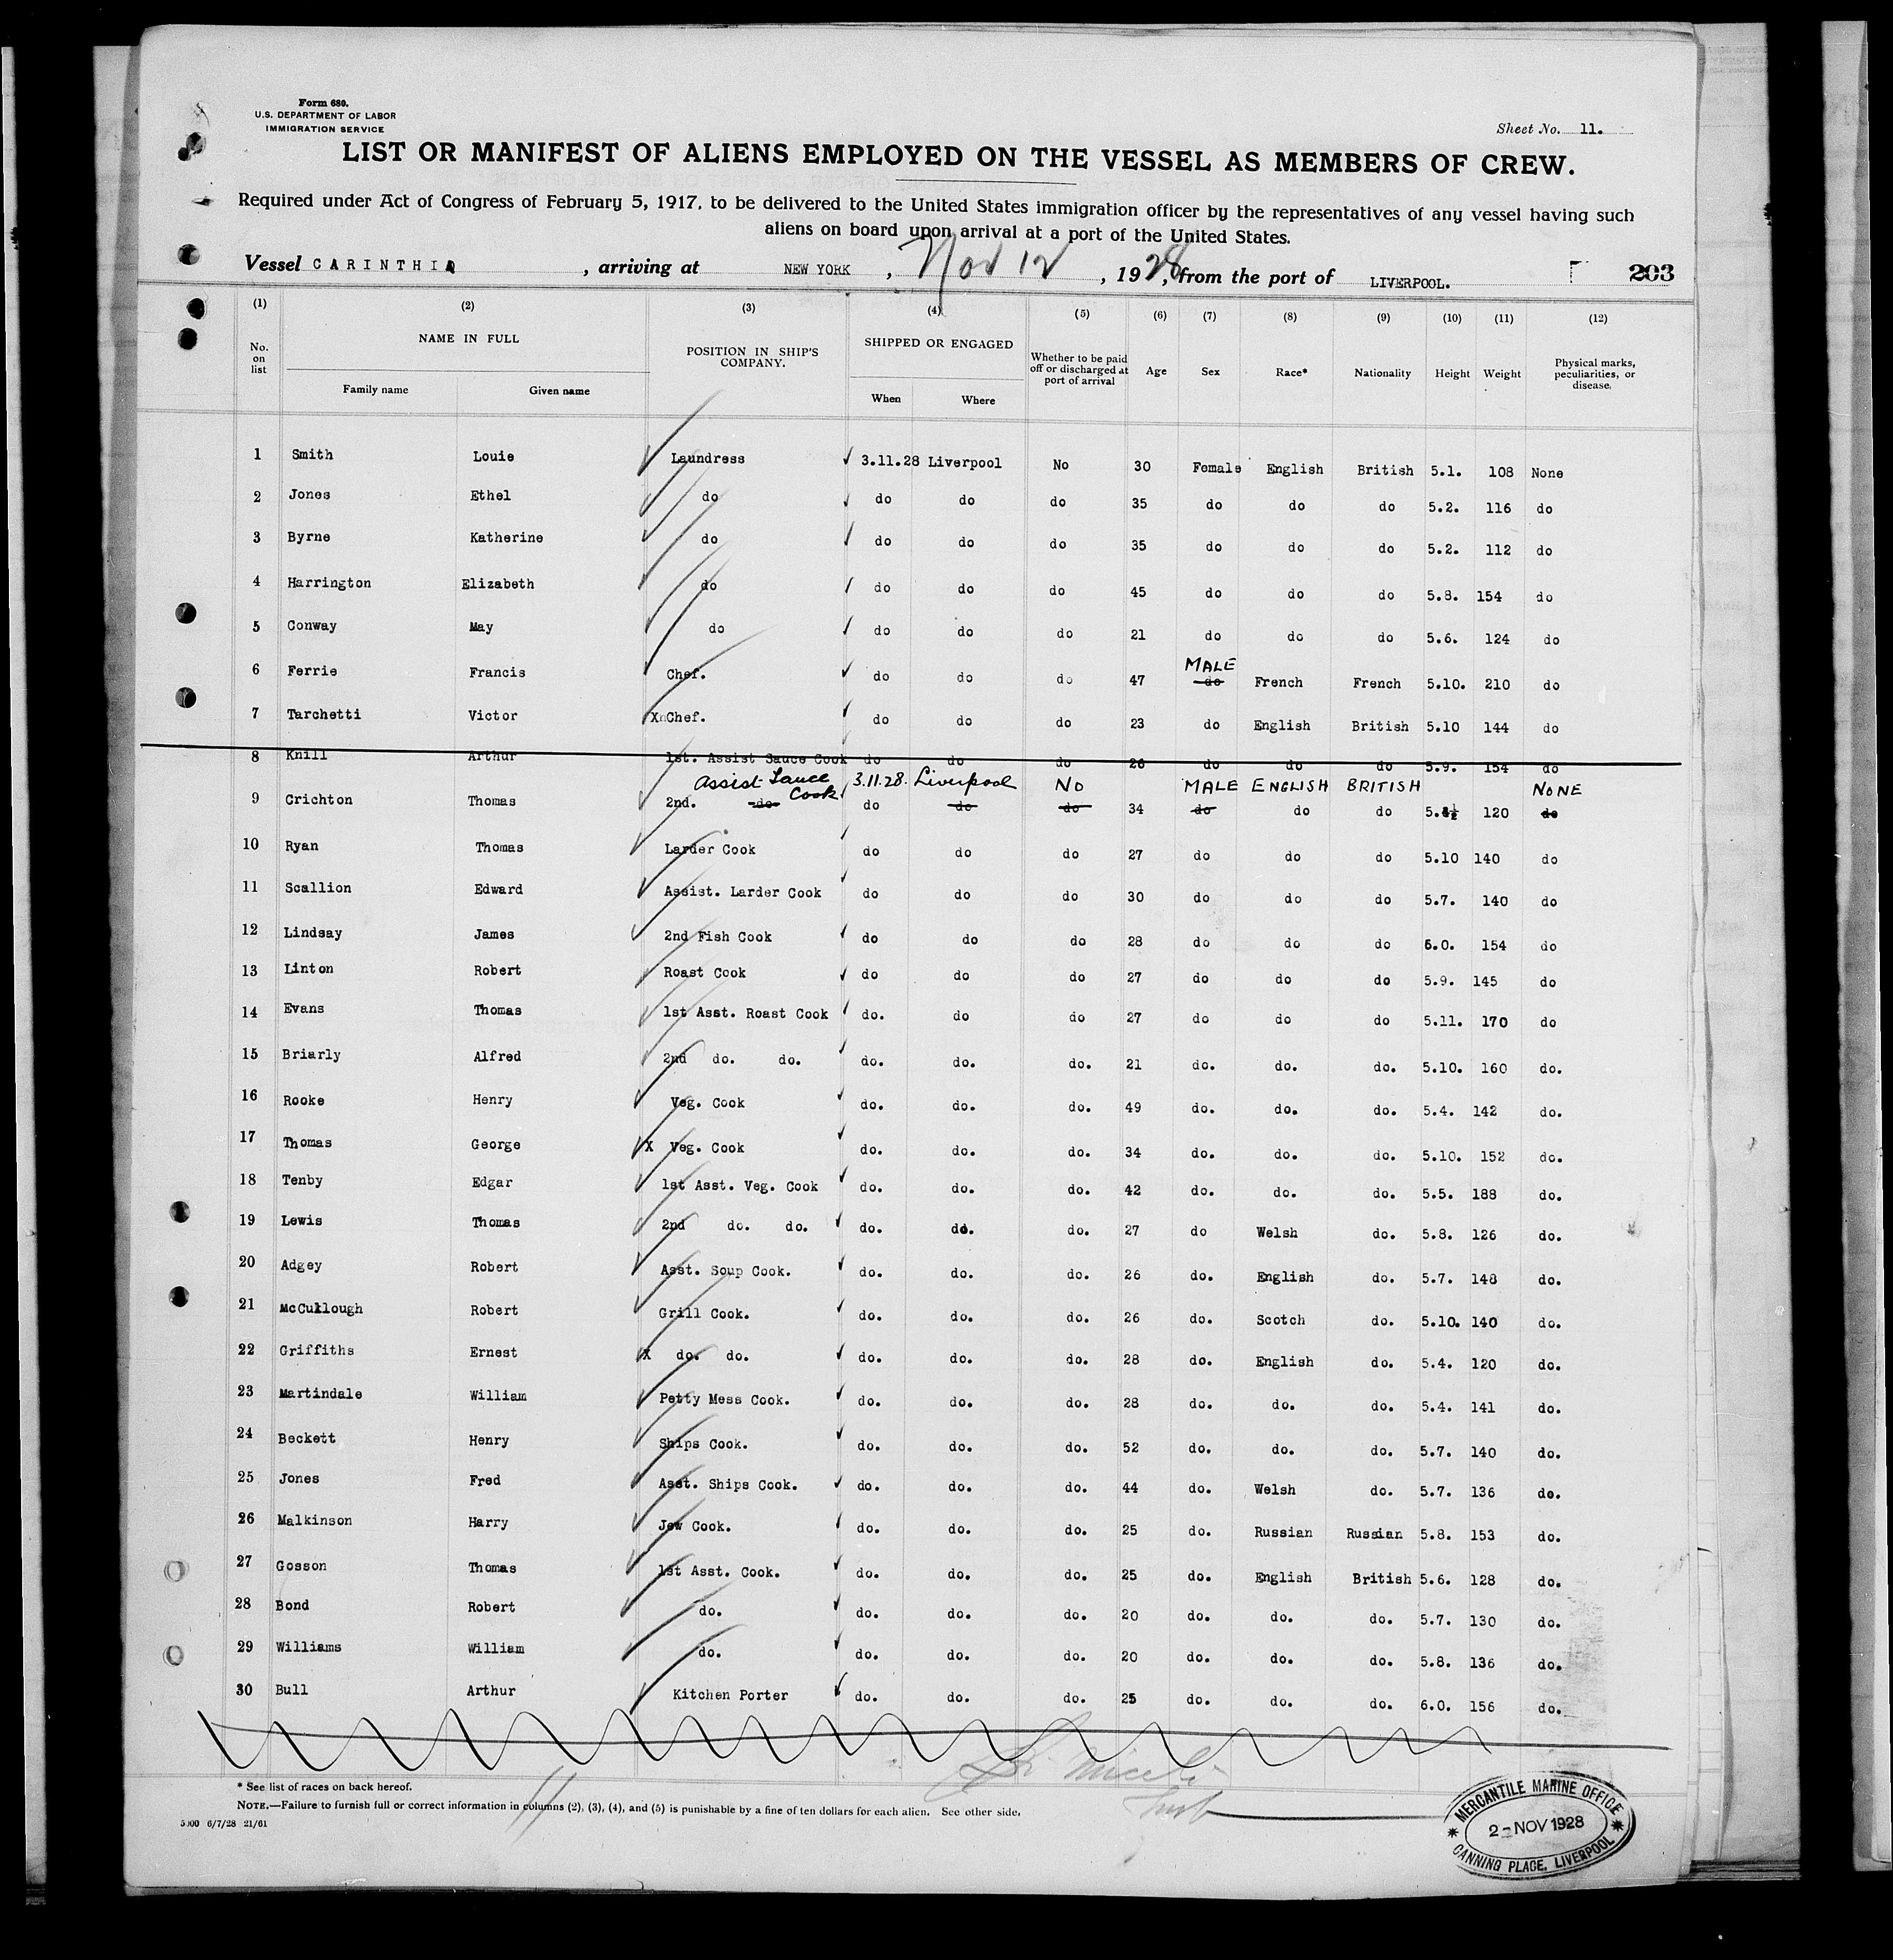 Form 680.
U.S. DEPARTMENT OF LABOR
IMMIGRATION SERVICE
Sheet No. 11.
LIST OR MANIFEST OF ALIENS EMPLOYED ON THE VESSEL AS MEMBERS OF CREW.
Required under Act of Congress of February 5, 1917, to be delivered to the United States immigration officer by the representatives of any vessel having such
aliens on board upon arrival at a port of the United States.
Vessel CARINTHIA, arriving at NEW YORK, Nov 12, 1928, from the port of LIVERPOOL. 203
(1) (2) (3) (4) (5) (6) (7) (8) (9) (10) (11) (12)
No. on list NAME IN FULL Family name Given name POSITION IN SHIP'S COMPANY. SHIPPED OR ENGAGED When Where Whether to be paid off or discharged at port of arrival Age Sex Race* Nationality Height Weight Physical marks, peculiarities, or disease.
1 Smith Louie Laundress 3.11.28 Liverpool No 30 Female English British 5.1. 108 None
2 Jones Ethel do do do do 35 do do do 5.2. 116 do
3 Byrne Katherine do do do do 35 do do do 5.2. 112 do
4 Harrington Elizabeth do do do do 45 do do do 5.8. 154 do
5 Conway May do do do do 21 do do do 5.6. 124 do
MALE
6 Ferrie Francis Chef. do do do 47 do French French 5.10. 210 do
7 Tarchetti Victor X Chef. do do do 23 do English British 5.10 144 do
8 Knill Arthur 1st. Assist Sauce Cook do do do 26 do do do 5.9. 154 do
Assist Sauce Cook 3.11.28. Liverpool No MALE ENGLISH BRITISH NONE
9 Crichton Thomas 2nd. do do do do 34 do do do 5. ½ 120 do
10 Ryan Thomas Larder Cook do do do 27 do do do 5.10 140 do
11 Scallion Edward Assist. Larder Cook do do do 30 do do do 5.7. 140 do
12 Lindsay James 2nd Fish Cook do do do 28 do do do 6.0. 154 do
13 Linton Robert Roast Cook do do do 27 do do do 5.9. 145 do
14 Evans Thomas 1st Asst. Roast Cook do. do do 27 do do do 5.11. 170 do
15 Briarly Alfred 2nd do. do. do. do. do. 21 do. do. do. 5.10. 160 do.
16 Rooke Henry Veg. Cook do. do. do. 49 do. do. do. 5.4. 142 do.
17 Thomas George X Veg. Cook do. do. do. 34 do. do. do. 5.10. 152 do.
18 Tenby Edgar 1st Asst. Veg. Cook do. do. do. 42 do. do. do. 5.5. 188 do.
19 Lewis Thomas 2nd do. do. do. do. do. 27 do Welsh do. 5.8. 126 do.
20 Adgey Robert Asst. Soup Cook. do. do. do. 26 do. English do. 5.7. 148 do.
21 McCullough Robert Grill Cook. do. do. do. 26 do. Scotch do. 5.10. 140 do.
22 Griffiths Ernest X do. do. do. do. do. 28 do. English do. 5.4. 120 do.
23 Martindale William Petty Mess Cook. do. do. do. 28 do. do. do. 5.4. 141 do.
24 Beckett Henry Ships Cook. do. do. do. 52 do. do. do. 5.7. 140 do.
25 Jones Fred Asst. Ships Cook. do. do. do. 44 do. Welsh do. 5.7. 136 do.
26 Malkinson Harry Jew Cook. do. do. do. 25 do. Russian Russian 5.8. 153 do.
27 Gosson Thomas 1st Asst. Cook. do. do. do. 25 do. English British 5.6. 128 do.
28 Bond Robert do. do. do. do. 20 do. do. do. 5.7. 130 do.
29 Williams William do. do. do. do. 20 do. do. do. 5.8. 136 do.
30 Bull Arthur Kitchen Porter do. do. do. 25 do. do. do. 6.0. 156 do.
* See list of races on back hereof.
NOTE.—Failure to furnish full or correct information in columns (2), (3), (4), and (5) is punishable by a fine of ten dollars for each alien. See other side.
6/7/28 21/61
MERCANTILE MARINE OFFICE
2-NOV 1928
CANNING PLACE, LIVERPOOL